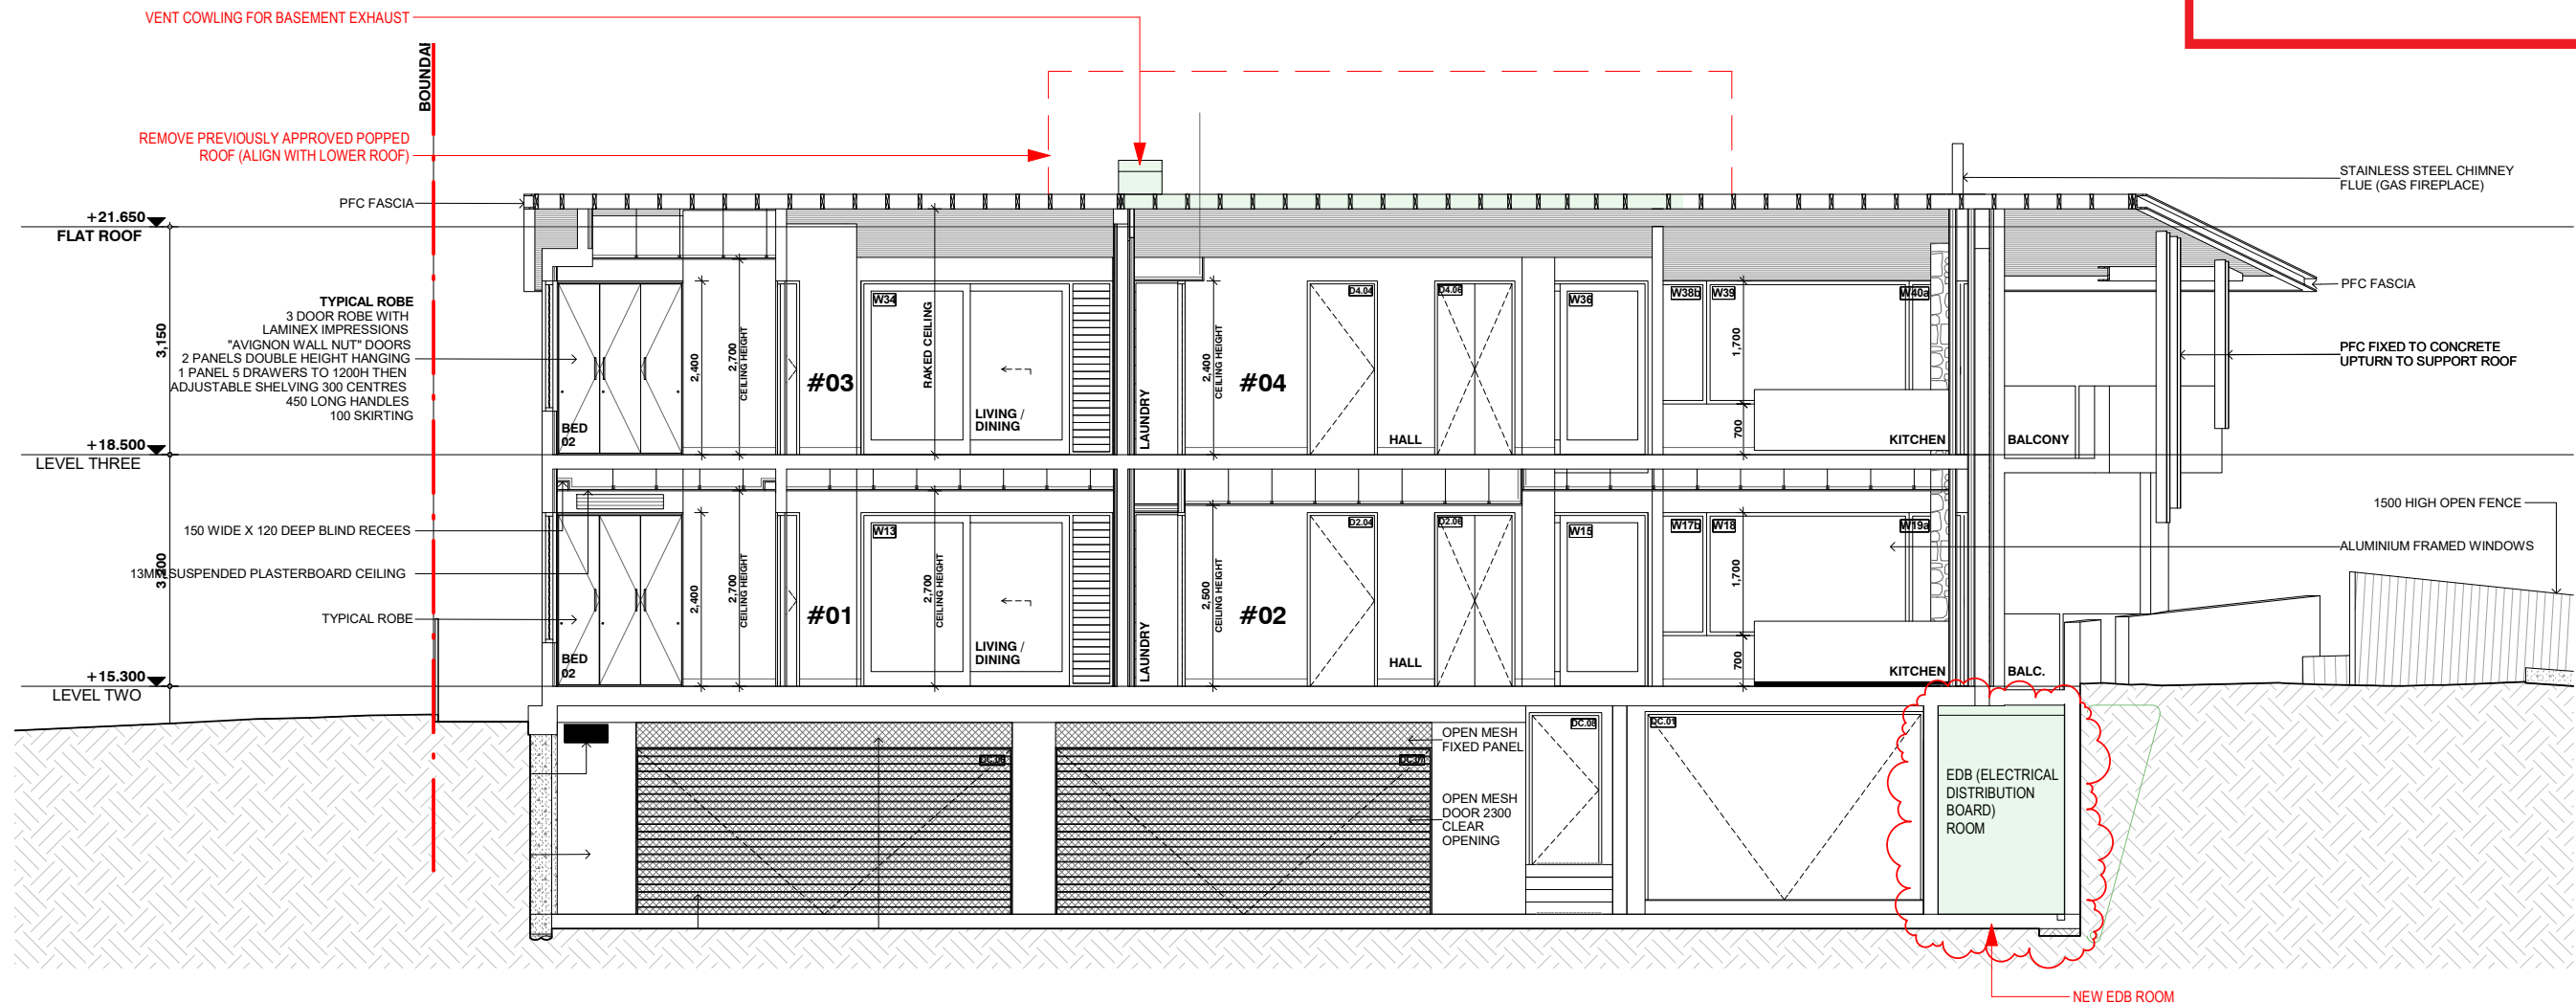 VENT COWLING FOR BASEMENT EXHAUST
REMOVE PREVIOUSLY APPROVED POPPED
ROOF (ALIGN WITH LOWER ROOF)
PFC FASCIA
+21.650
FLAT ROOF
3,150
TYPICAL ROBE
3 DOOR ROBE WITH
LAMINEX IMPRESSIONS
"AVIGNON WALL NUT" DOORS
2 PANELS DOUBLE HEIGHT HANGING
1 PANEL 5 DRAWERS TO 1200H THEN
ADJUSTABLE SHELVING 300 CENTRES
450 LONG HANDLES
100 SKIRTING
+18.500
LEVEL THREE
150 WIDE X 120 DEEP BLIND RECEES
13MM SUSPENDED PLASTERBOARD CEILING
3,200
TYPICAL ROBE
+15.300
LEVEL TWO
BED
02
2,400
2,700
CEILING HEIGHT
#03
W34
RAKED CEILING
LIVING /
DINING
LAUNDRY
2,400
CEILING HEIGHT
#04
D4.04
HALL
D4.06
W36
W38b
W39
1,700
700
W40a
KITCHEN
BALCONY
BED
02
2,400
2,700
CEILING HEIGHT
#01
W13
2,700
CEILING HEIGHT
LIVING /
DINING
LAUNDRY
2,500
CEILING HEIGHT
#02
D2.04
HALL
D2.06
W15
W17b
W18
1,700
700
W19a
KITCHEN
BALC.
STAINLESS STEEL CHIMNEY
FLUE (GAS FIREPLACE)
PFC FASCIA
PFC FIXED TO CONCRETE
UPTURN TO SUPPORT ROOF
1500 HIGH OPEN FENCE
ALUMINIUM FRAMED WINDOWS
OPEN MESH
FIXED PANEL
OPEN MESH
DOOR 2300
CLEAR
OPENING
DC.08
DC.01
EDB (ELECTRICAL
DISTRIBUTION
BOARD)
ROOM
NEW EDB ROOM